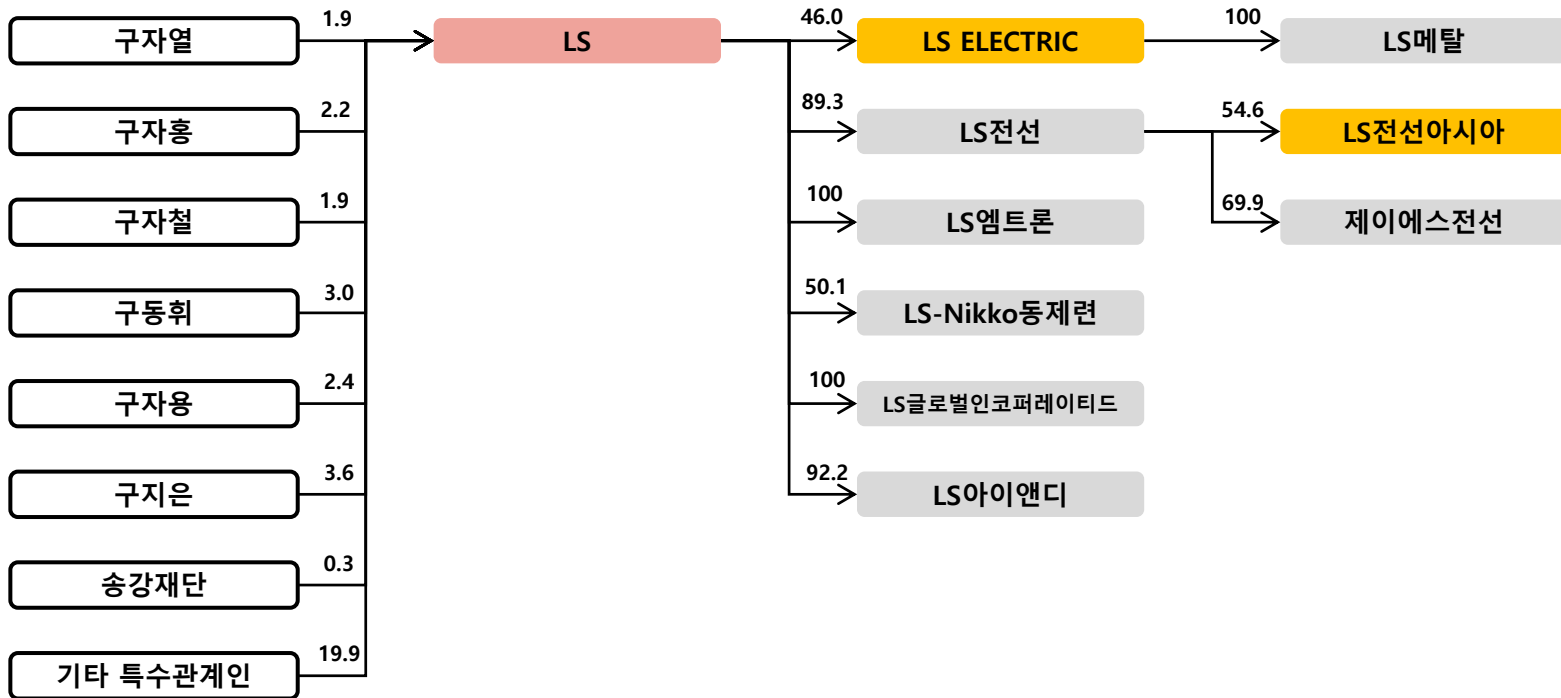 구자열
1.9
LS
46.0
LS ELECTRIC
100
LS메탈
구자홍
2.2
89.3
LS전선
54.6
LS전선아시아
구자철
1.9
100
LS엠트론
69.9
제이에스전선
구동휘
3.0
50.1
LS-Nikko동제련
구자용
2.4
100
LS글로벌인코퍼레이티드
구지은
3.6
92.2
LS아이앤디
송강재단
0.3
기타 특수관계인
19.9